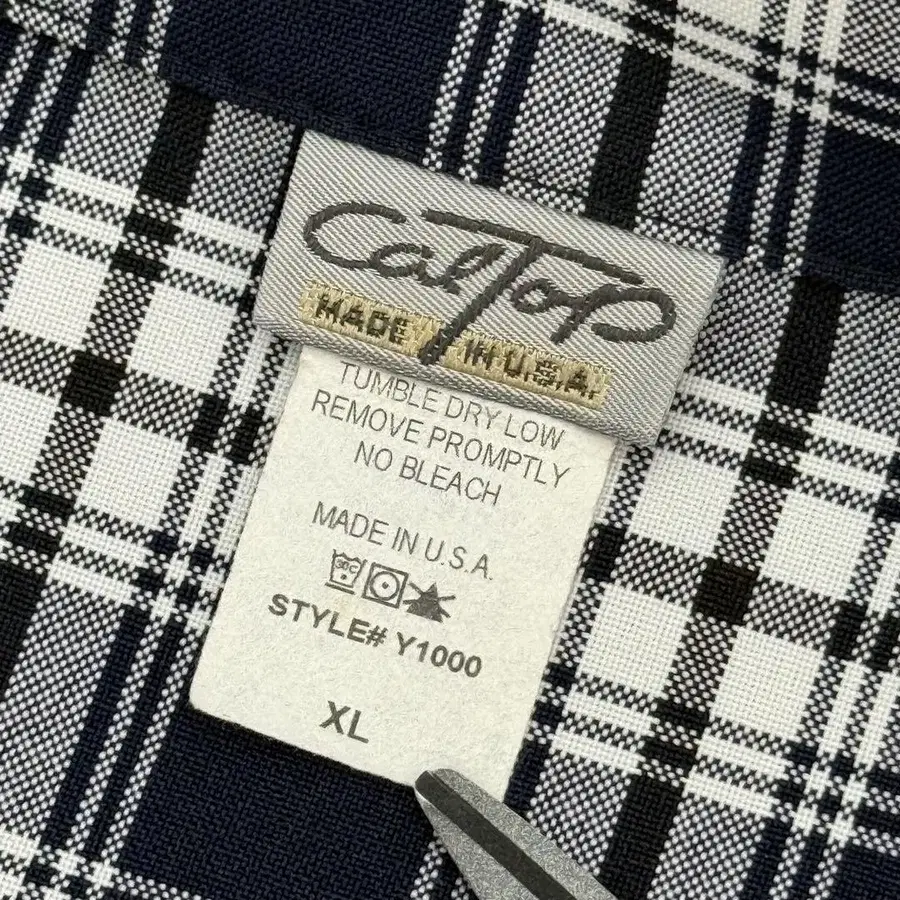 CalTop
MADE IN U.S.A.
TUMBLE DRY LOW
REMOVE PROMPTLY
NO BLEACH
MADE IN U.S.A.
STYLE# Y1000
XL